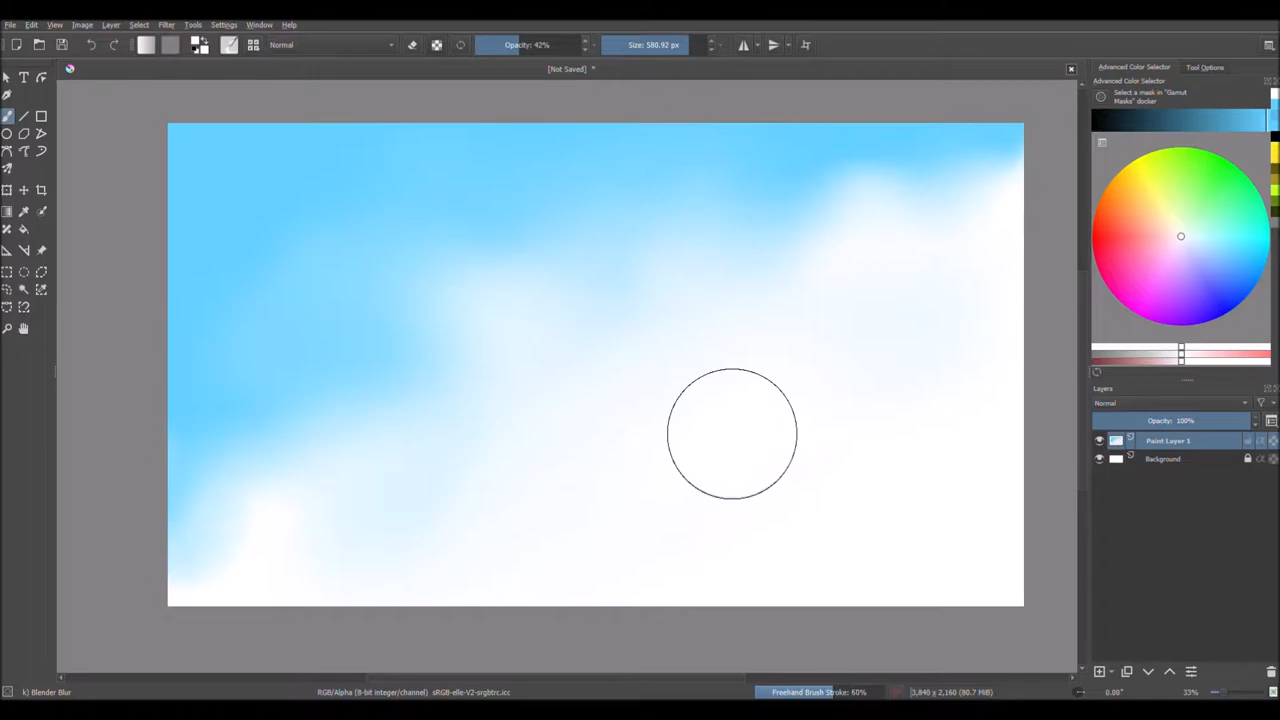 File Edit View Image Layer Select Filter Tools Settings Window Help
Normal Opacity: 42% Size: 580.92 px
[Not Saved] *
Advanced Color Selector Tool Options
Advanced Color Selector
Select a mask in "Gamut
Masks" docker
Layers
Normal
Opacity: 100%
Paint Layer 1
Background
k) Blender Blur RGB/Alpha (8-bit integer/channel) sRGB-elle-V2-srgbtrc.icc Freehand Brush Stroke: 60% 3,840 x 2,160 (80.7 MiB) 0.00° 33%